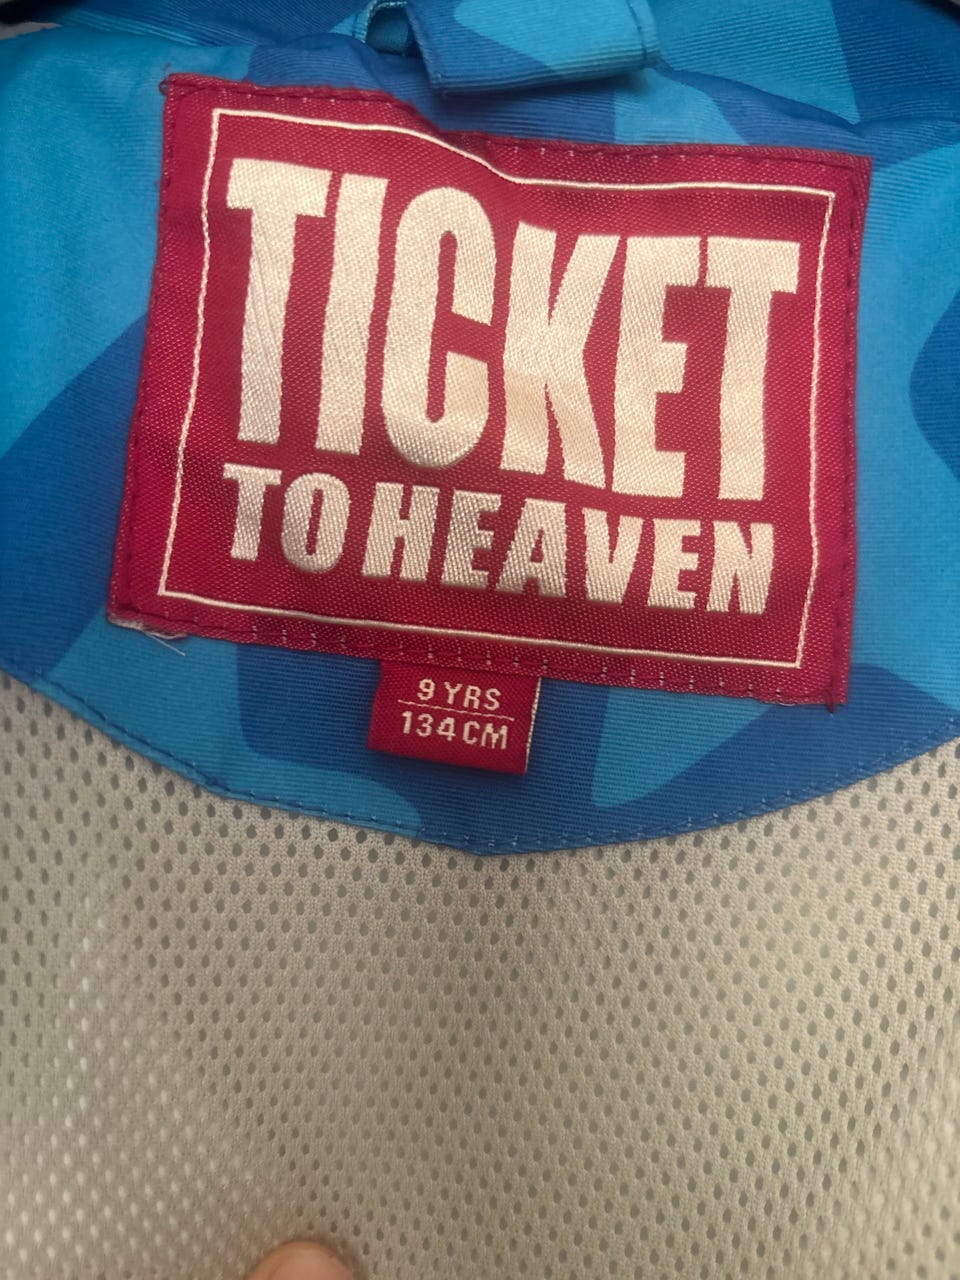 TICKET
TO HEAVEN
9 YRS
134 CM